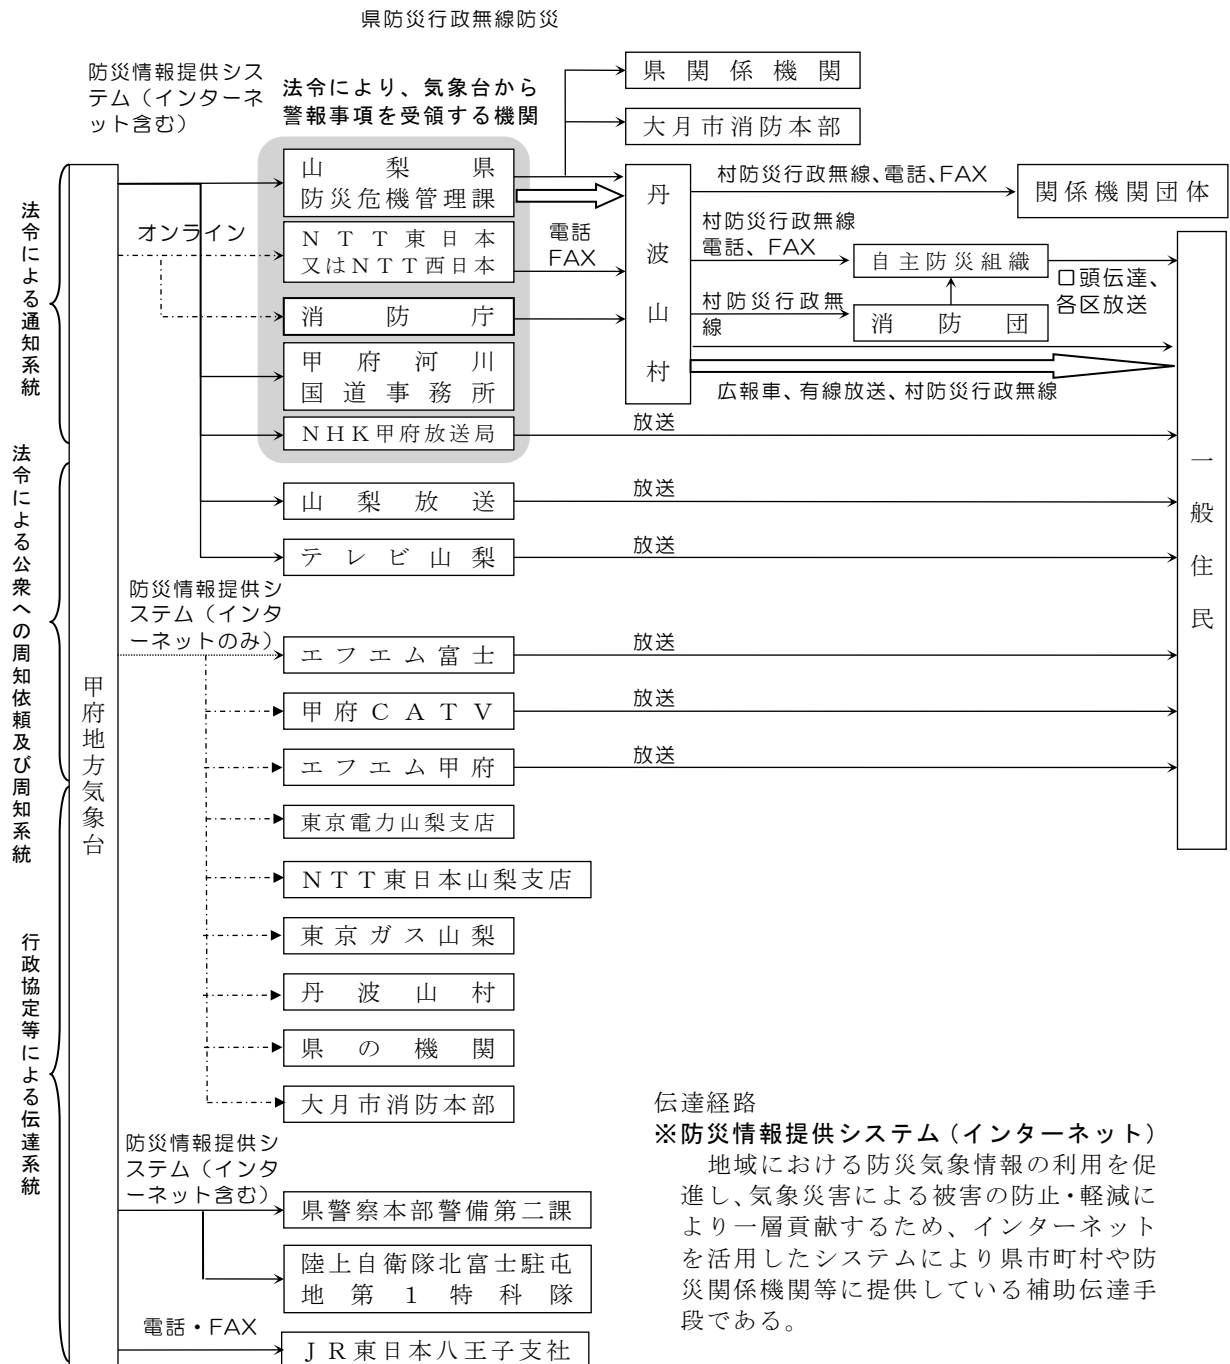 県防災行政無線防災
防災情報提供シス
テム（インターネ
ット含む）
法令により、気象台から
警報事項を受領する機関
県関係機関
大月市消防本部
山梨県
防災危機管理課
NTT東日本
又はNTT西日本
消防庁
甲府河川
国道事務所
NHK甲府放送局
オンライン
電話
FAX
丹波山村
村防災行政無線、電話、FAX
関係機関団体
村防災行政無線
電話、FAX
自主防災組織
口頭伝達、
各区放送
村防災行政無
線
消防団
広報車、有線放送、村防災行政無線
放送
山梨放送
放送
テレビ山梨
放送
一般住民
法令による通知系統
法令による公衆への周知依頼及び周知系統
行政協定等による伝達系統
甲府地方気象台
防災情報提供シ
ステム（インタ
ーネットのみ）
エフエム富士
放送
甲府CATV
放送
エフエム甲府
放送
東京電力山梨支店
NTT東日本山梨支店
東京ガス山梨
丹波山村
県の機関
大月市消防本部
防災情報提供シ
ステム（インタ
ーネット含む）
県警察本部警備第二課
陸上自衛隊北富士駐屯
地第1特科隊
電話・FAX
JR東日本八王子支社
伝達経路
※防災情報提供システム（インターネット）
地域における防災気象情報の利用を促
進し、気象災害による被害の防止・軽減に
より一層貢献するため、インターネット
を活用したシステムにより県市町村や防
災関係機関等に提供している補助伝達手
段である。